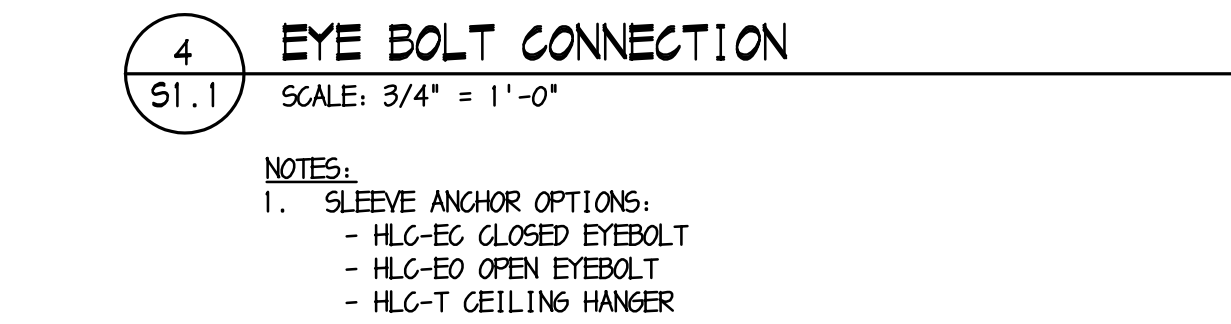 4
EYE BOLT CONNECTION
S1.1
SCALE: 3/4" = 1'-0"
NOTES:
1. SLEEVE ANCHOR OPTIONS:
- HLC-EC CLOSED EYEBOLT
- HLC-EO OPEN EYEBOLT
- HLC-T CEILING HANGER